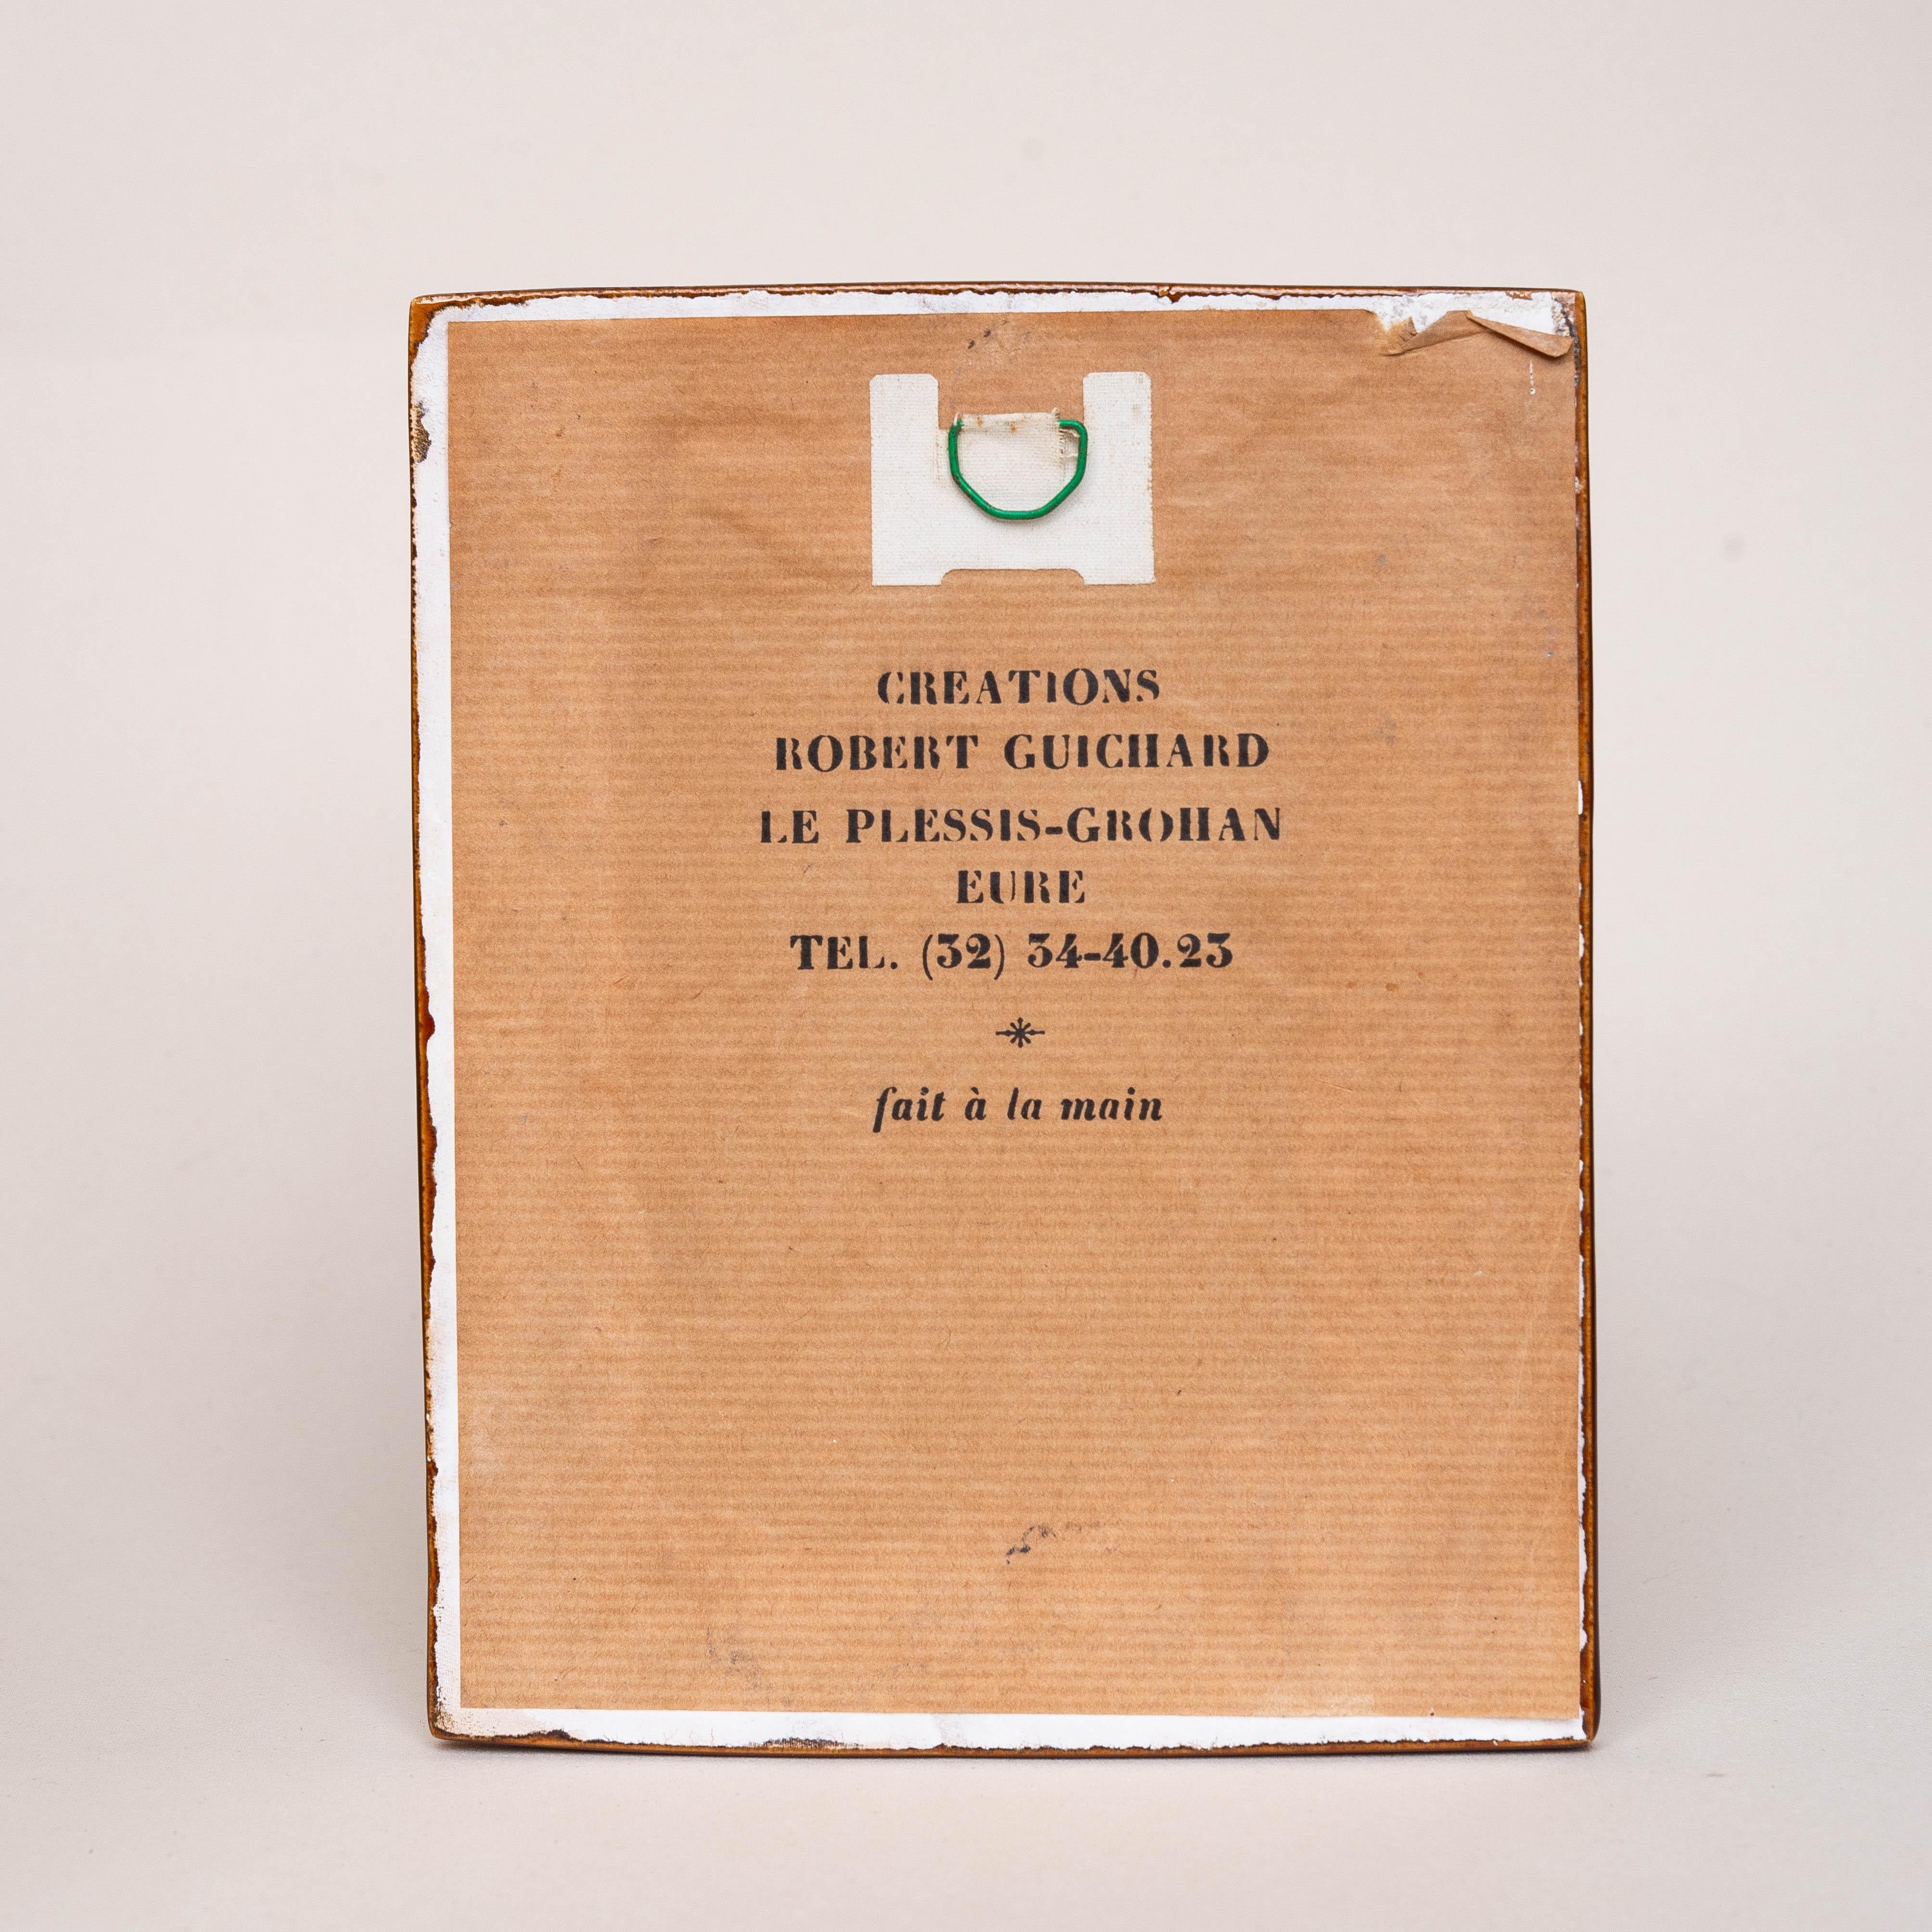 CREATIONS
ROBERT GUICHARD
LE PLESSIS-GROHAN
EURE
TEL. (32) 34-40.23
fait à la main